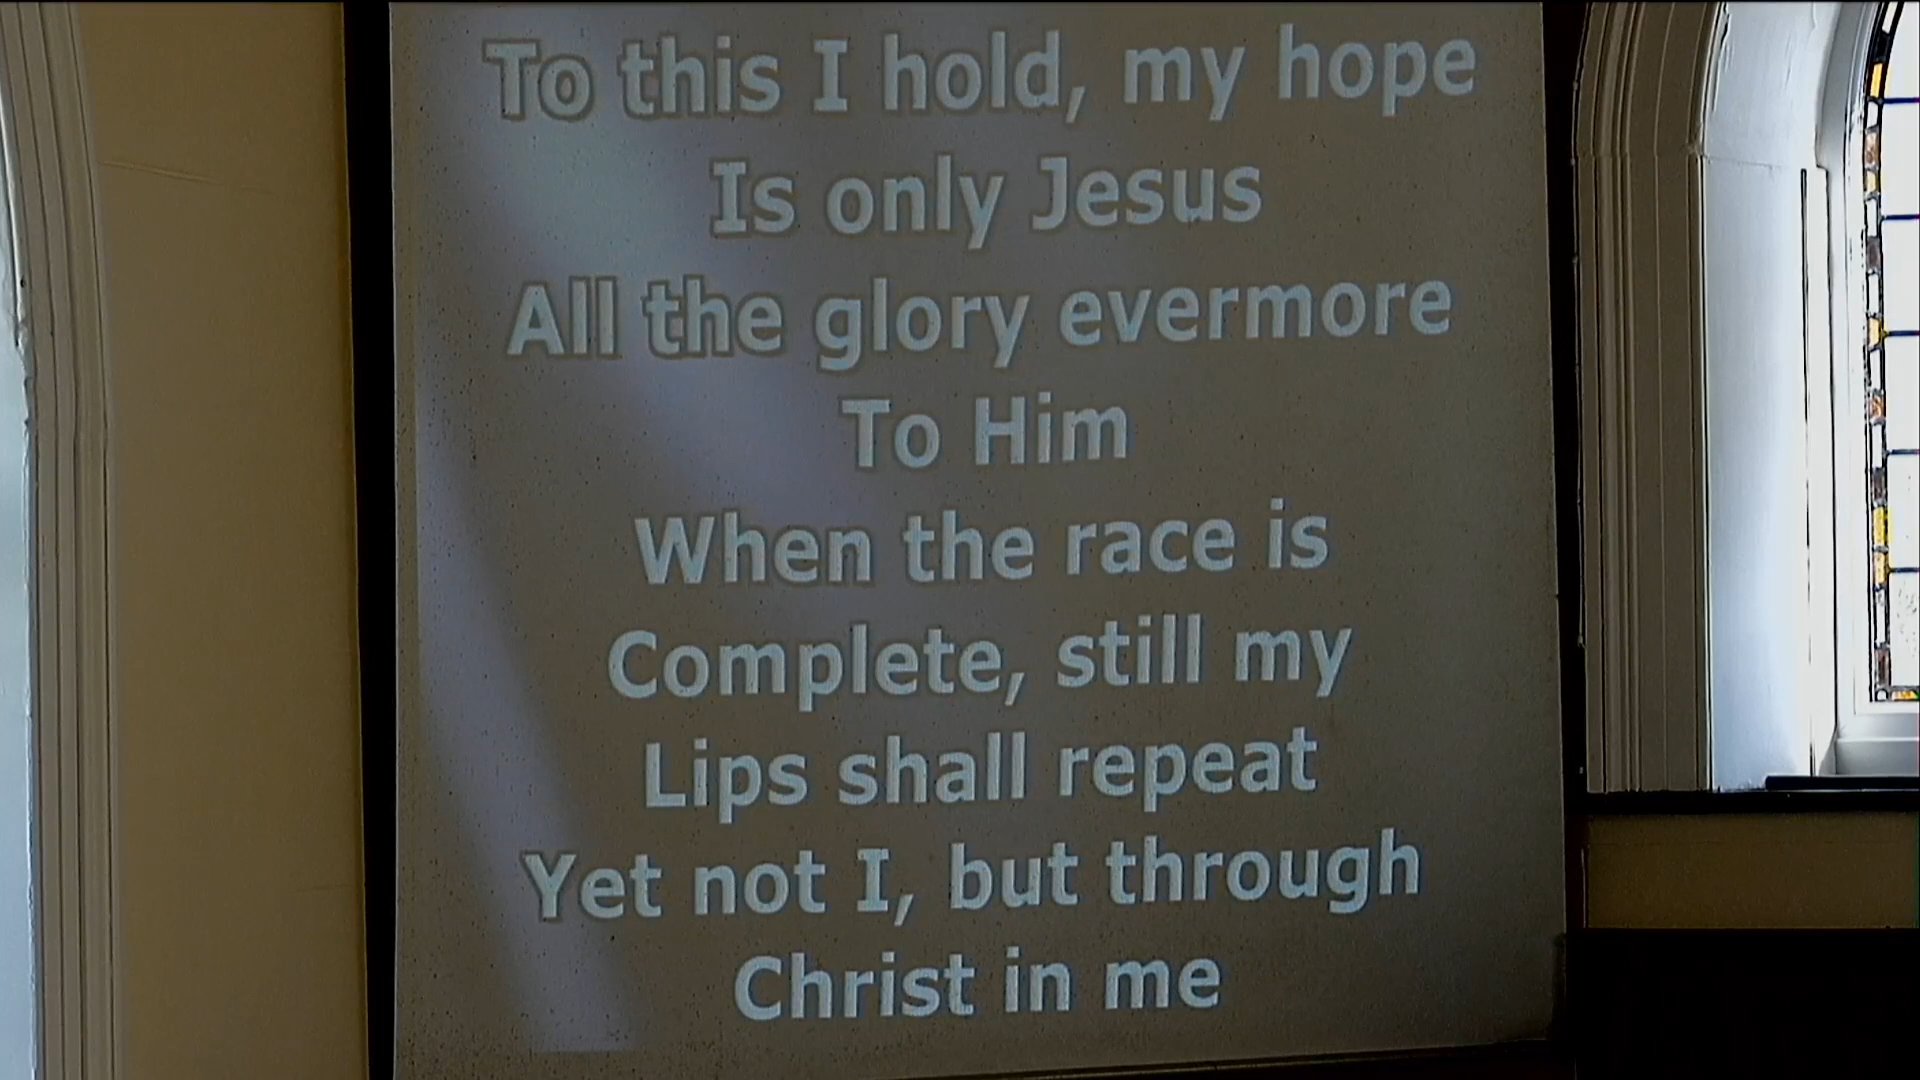 To this I hold, my hope
Is only Jesus
All the glory evermore
To Him
When the race is
Complete, still my
Lips shall repeat
Yet not I, but through
Christ in me